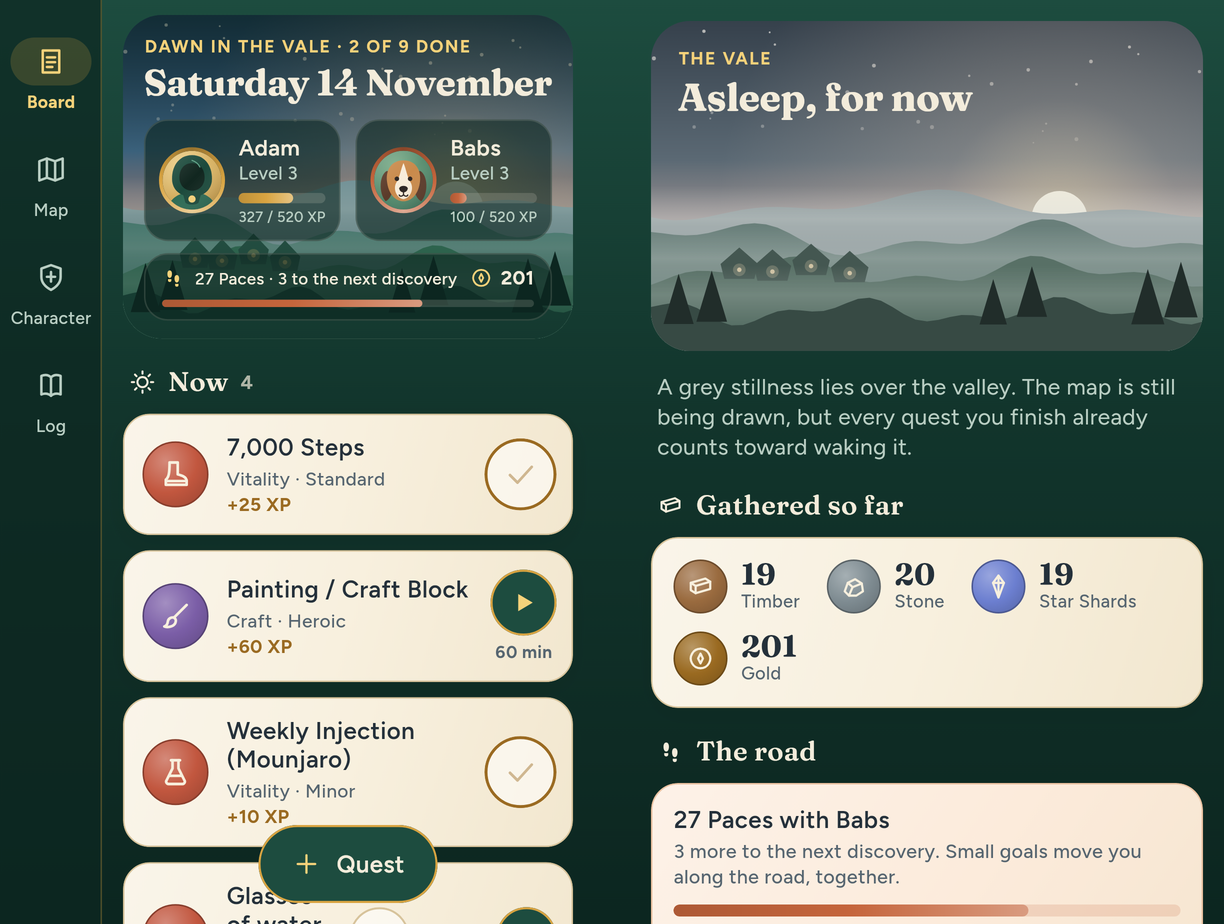 Board
Map
Character
Log
DAWN IN THE VALE · 2 OF 9 DONE
Saturday 14 November
Adam
Level 3
327 / 520 XP
Babs
Level 3
100 / 520 XP
27 Paces · 3 to the next discovery
201
Now 4
7,000 Steps
Vitality · Standard
+25 XP
Painting / Craft Block
Craft · Heroic
+60 XP
60 min
Weekly Injection
(Mounjaro)
Vitality · Minor
+10 XP
Quest
of water
THE VALE
Asleep, for now
A grey stillness lies over the valley. The map is still
being drawn, but every quest you finish already
counts toward waking it.
Gathered so far
19
Timber
20
Stone
19
Star Shards
201
Gold
The road
27 Paces with Babs
3 more to the next discovery. Small goals move you
along the road, together.